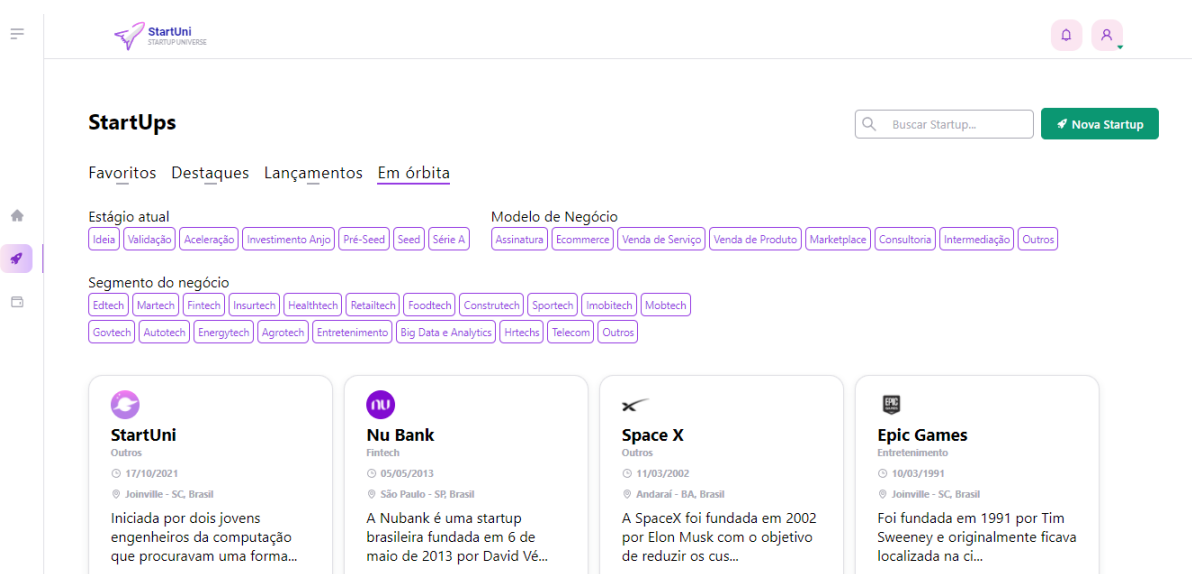 StartUni
STARTUP UNIVERSE
StartUps
Buscar Startup...
Nova Startup
Favoritos Destaques Lançamentos Em órbita
Estágio atual
Ideia Validação Aceleração Investimento Anjo Pré-Seed Seed Série A
Modelo de Negócio
Assinatura Ecommerce Venda de Serviço Venda de Produto Marketplace Consultoria Intermediação Outros
Segmento do negócio
Edtech Martech Fintech Insurtech Healthtech Retailtech Foodtech Construtech Sportech Imobitech Mobtech
Govtech Autotech Energytech Agrotech Entretenimento Big Data e Analytics Hrtechs Telecom Outros
StartUni
Outros
17/10/2021
Joinville - SC, Brasil
Iniciada por dois jovens
engenheiros da computação
que procuravam uma forma...
nu
Nu Bank
Fintech
05/05/2013
São Paulo - SP, Brasil
A Nubank é uma startup
brasileira fundada em 6 de
maio de 2013 por David Vé...
Space X
Outros
11/03/2002
Andaraí - BA, Brasil
A SpaceX foi fundada em 2002
por Elon Musk com o objetivo
de reduzir os cus...
EPIC
GAMES
Epic Games
Entretenimento
10/03/1991
Joinville - SC, Brasil
Foi fundada em 1991 por Tim
Sweeney e originalmente ficava
localizada na ci...